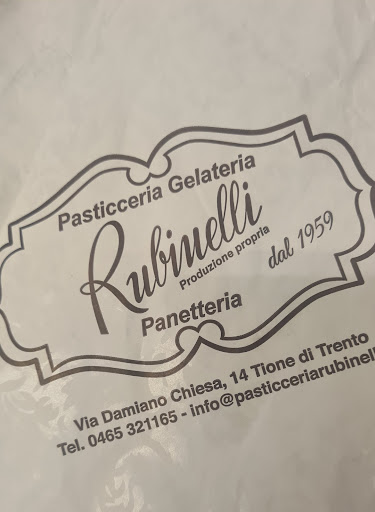 Pasticceria Gelateria
Rubinelli
Produzione propria
dal 1959
Panetteria
Via Damiano Chiesa, 14 Tione di Trento
Tel. 0465 321165 - info@pasticceriarubinell